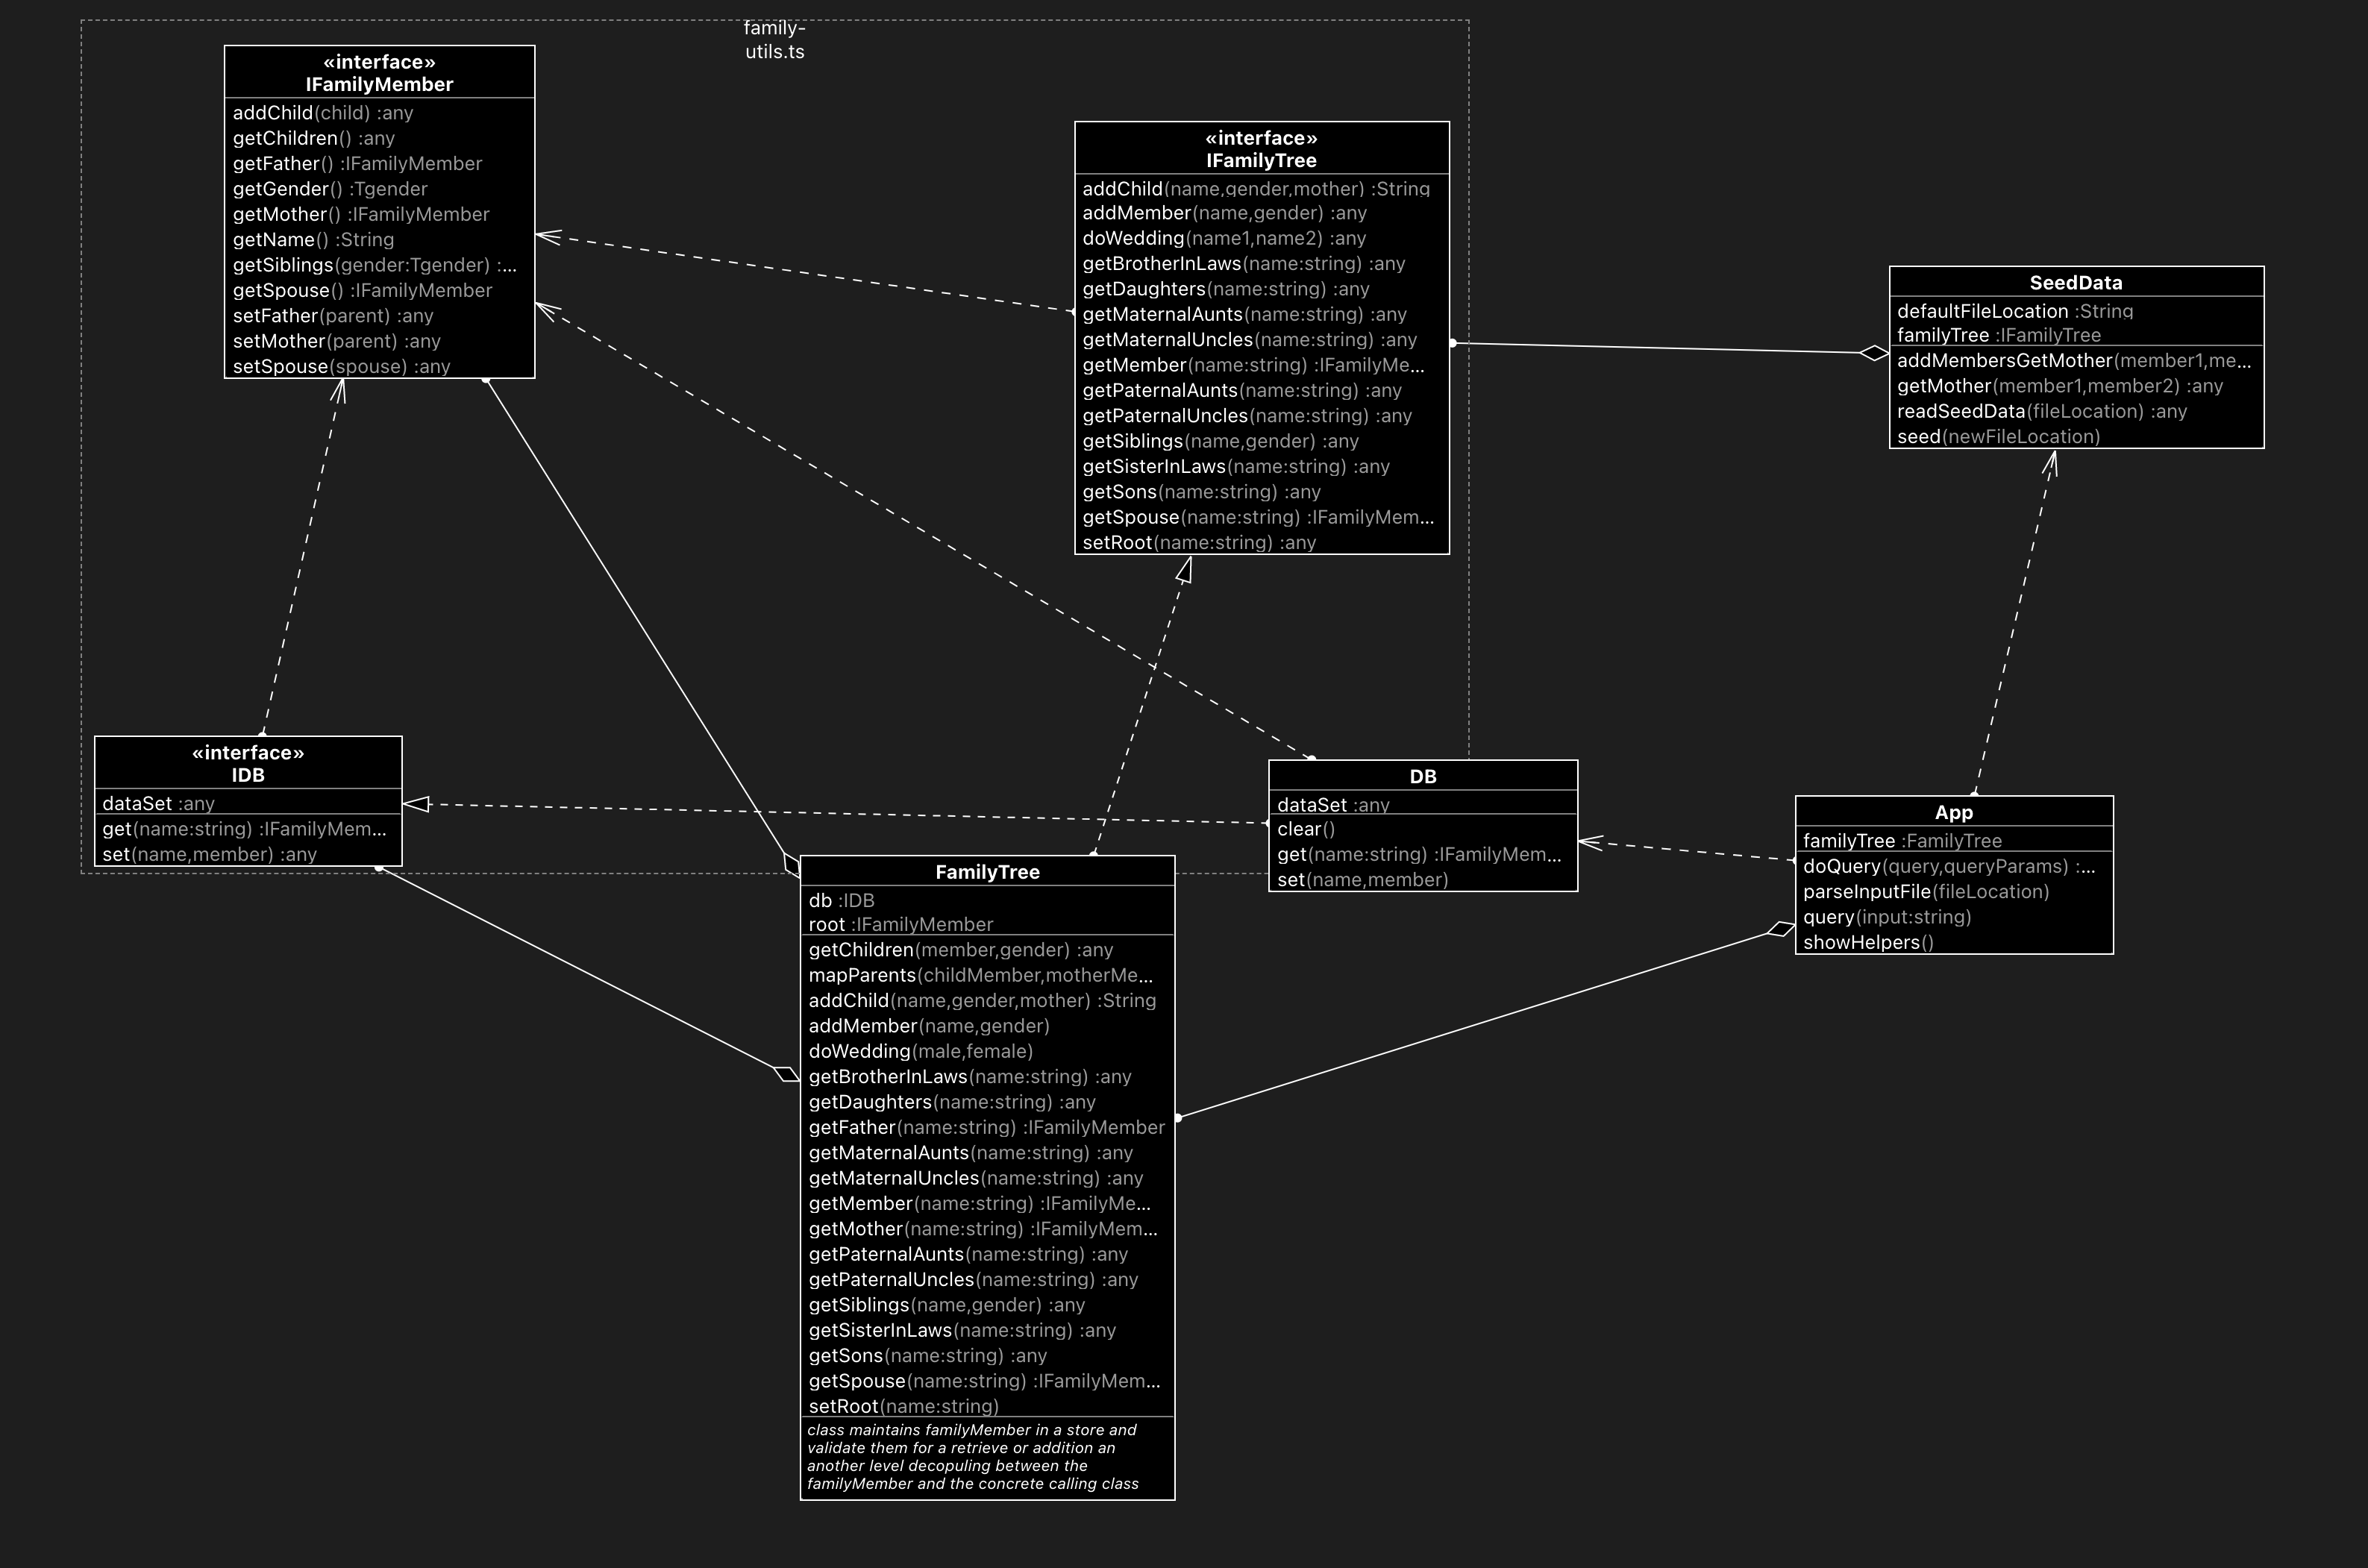 family-
utils.ts
«interface»
IFamilyMember
addChild(child) :any
getChildren() :any
getFather() :IFamilyMember
getGender() :Tgender
getMother() :IFamilyMember
getName() :String
getSiblings(gender:Tgender) :...
getSpouse() :IFamilyMember
setFather(parent) :any
setMother(parent) :any
setSpouse(spouse) :any
«interface»
IFamilyTree
addChild(name,gender,mother) :String
addMember(name,gender) :any
doWedding(name1,name2) :any
getBrotherInLaws(name:string) :any
getDaughters(name:string) :any
getMaternalAunts(name:string) :any
getMaternalUncles(name:string) :any
getMember(name:string) :IFamilyMe...
getPaternalAunts(name:string) :any
getPaternalUncles(name:string) :any
getSiblings(name,gender) :any
getSisterInLaws(name:string) :any
getSons(name:string) :any
getSpouse(name:string) :IFamilyMem...
setRoot(name:string) :any
SeedData
defaultFileLocation :String
familyTree :IFamilyTree
addMembersGetMother(member1,me...
getMother(member1,member2) :any
readSeedData(fileLocation) :any
seed(newFileLocation)
«interface»
IDB
dataSet :any
get(name:string) :IFamilyMem...
set(name,member) :any
DB
dataSet :any
clear()
get(name:string) :IFamilyMem...
set(name,member)
App
familyTree :FamilyTree
doQuery(query,queryParams) :...
parseInputFile(fileLocation)
query(input:string)
showHelpers()
FamilyTree
db :IDB
root :IFamilyMember
getChildren(member,gender) :any
mapParents(childMember,motherMe...
addChild(name,gender,mother) :String
addMember(name,gender)
doWedding(male,female)
getBrotherInLaws(name:string) :any
getDaughters(name:string) :any
getFather(name:string) :IFamilyMember
getMaternalAunts(name:string) :any
getMaternalUncles(name:string) :any
getMember(name:string) :IFamilyMe...
getMother(name:string) :IFamilyMem...
getPaternalAunts(name:string) :any
getPaternalUncles(name:string) :any
getSiblings(name,gender) :any
getSisterInLaws(name:string) :any
getSons(name:string) :any
getSpouse(name:string) :IFamilyMem...
setRoot(name:string)
class maintains familyMember in a store and
validate them for a retrieve or addition an
another level decopuling between the
familyMember and the concrete calling class